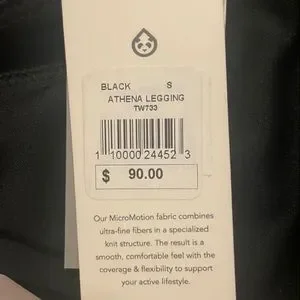 BLACK S
ATHENA LEGGING
TW733
1 10000 24452 3
$ 90.00
Our MicroMotion fabric combines
ultra-fine fibers in a specialized
knit structure. The result is a
smooth, comfortable feel with the
coverage & flexibility to support
your active lifestyle.